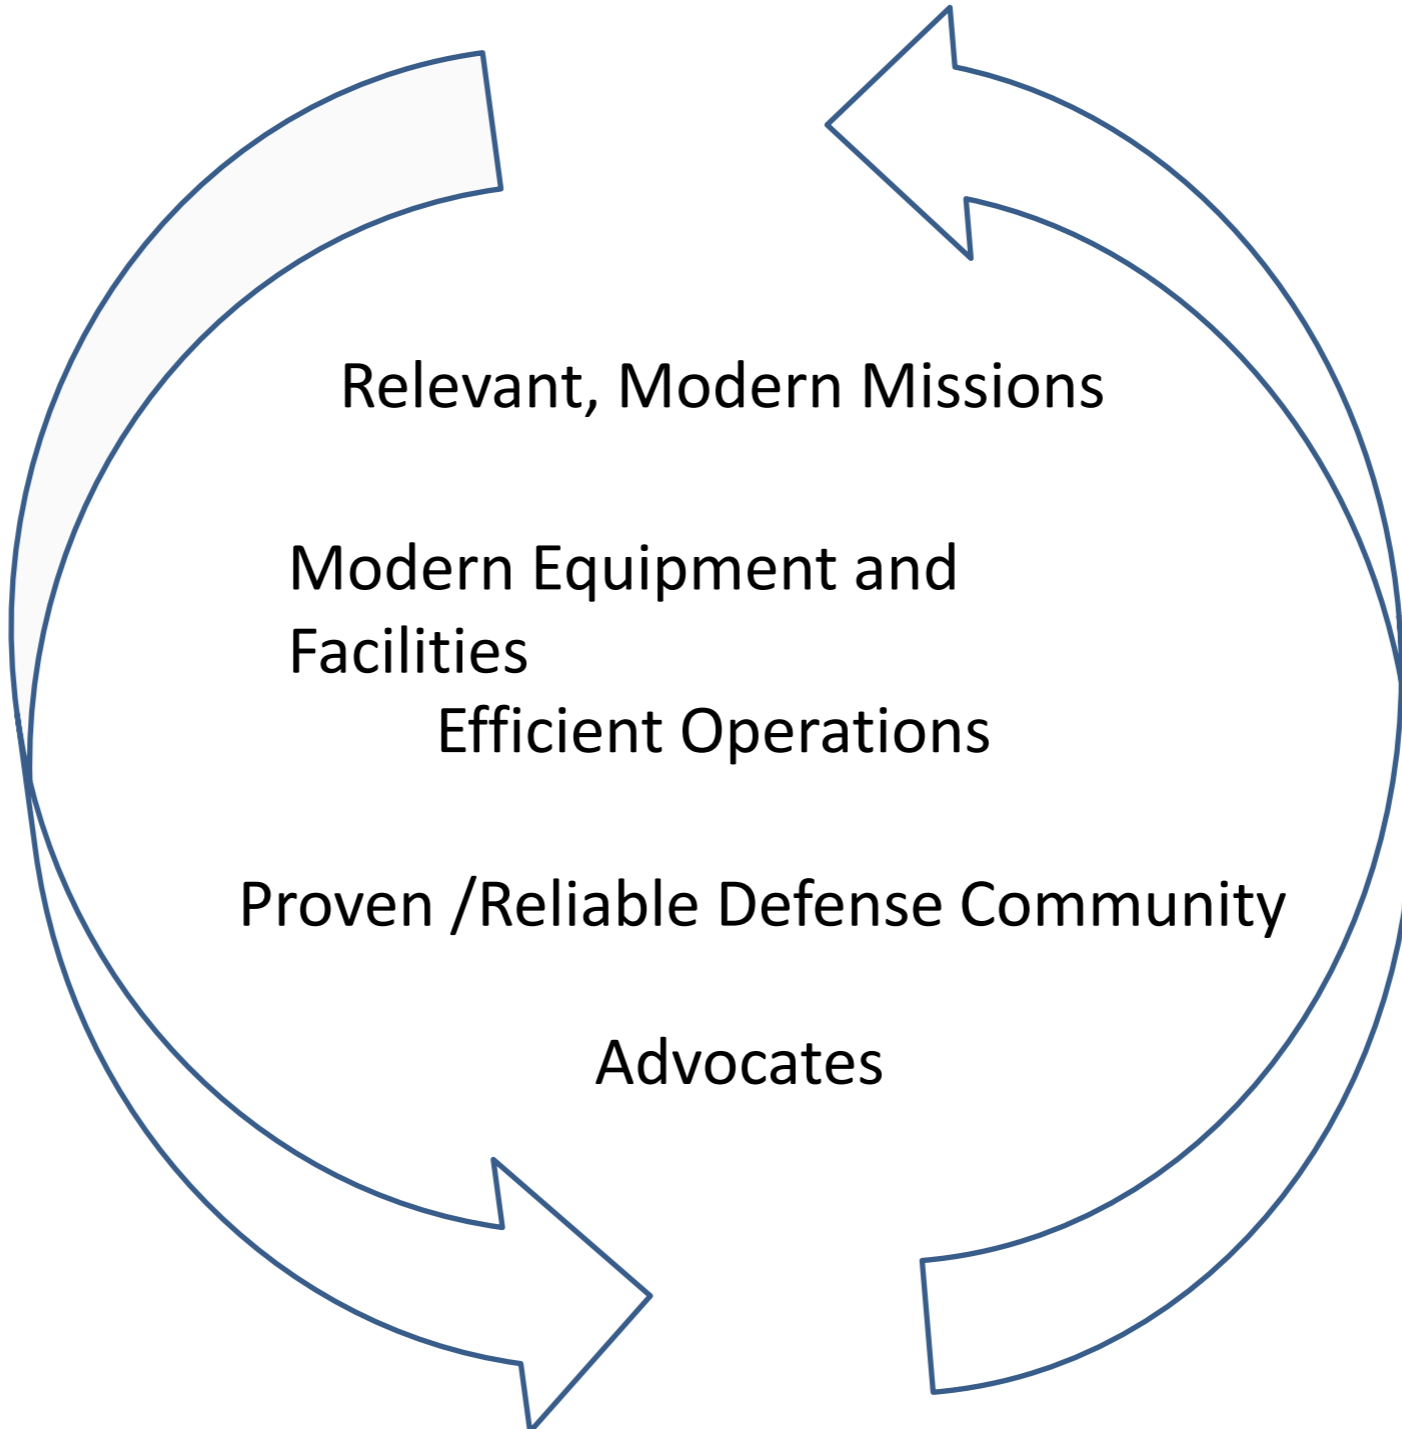 Relevant, Modern Missions
Modern Equipment and
Facilities
Efficient Operations
Proven /Reliable Defense Community
Advocates